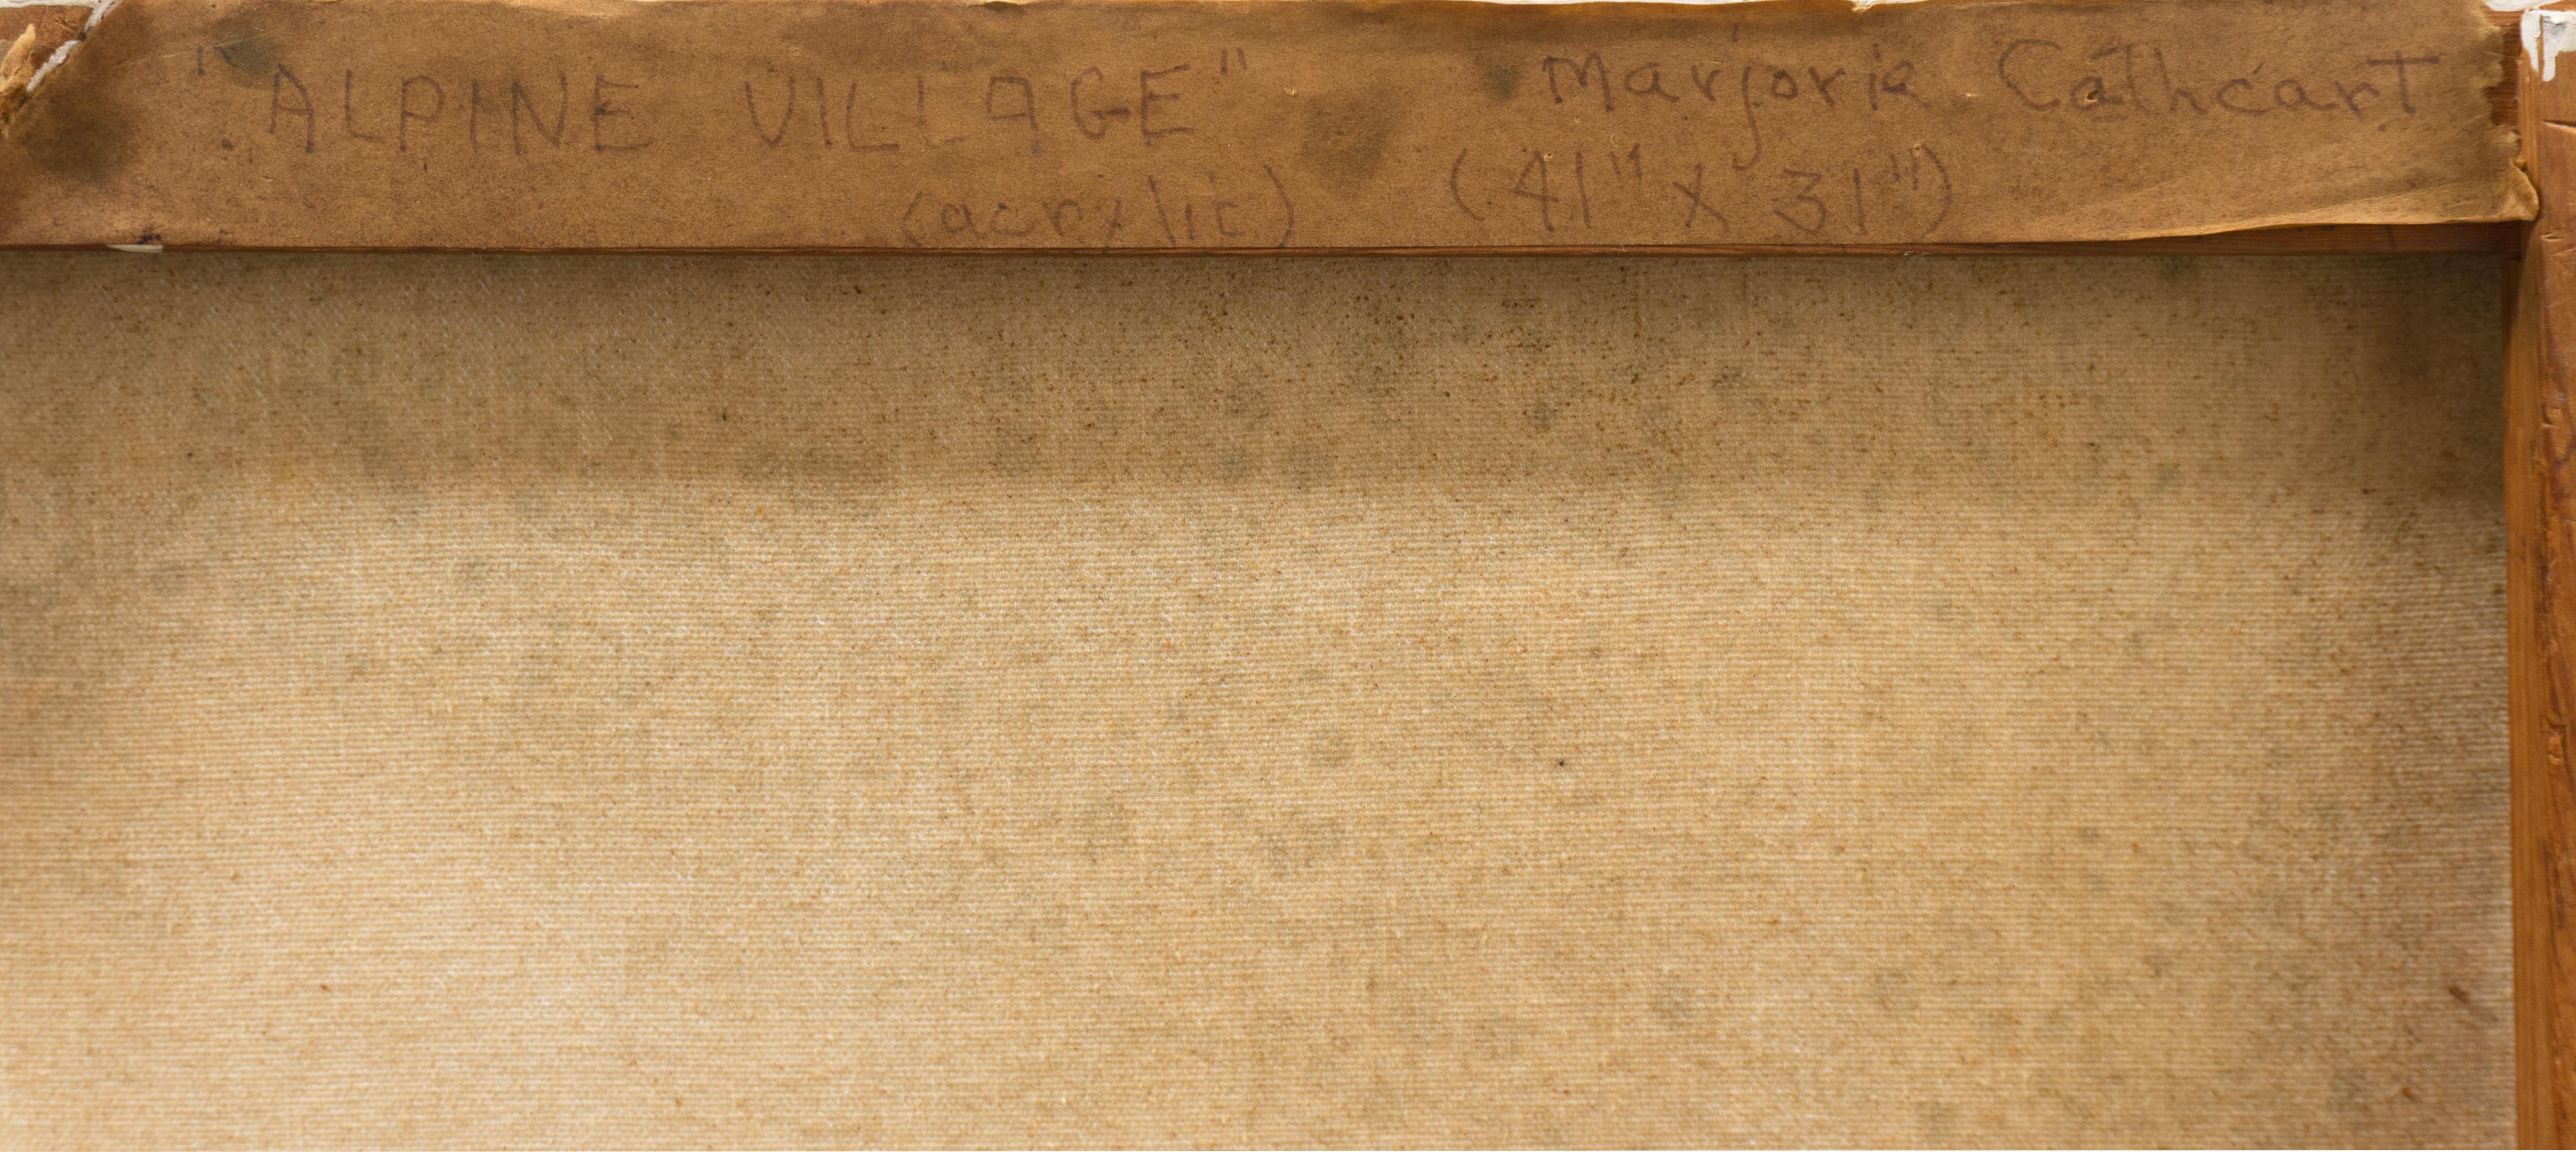 "ALPINE VILLAGE" Marjorie Cathcart
(acrylic) (41" X 31")